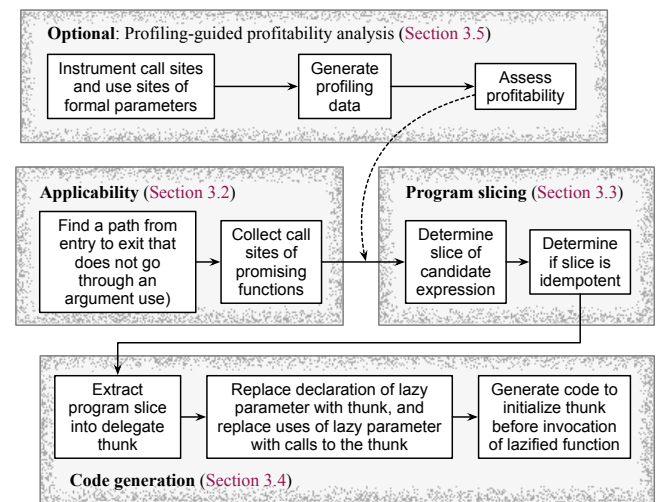 Optional: Profiling-guided profitability analysis (Section 3.5)
Instrument call sites
and use sites of
formal parameters
Generate
profiling
data
Assess
profitability
Applicability (Section 3.2)
Find a path from
entry to exit that
does not go
through an
argument use)
Collect call
sites of
promising
functions
Program slicing (Section 3.3)
Determine
slice of
candidate
expression
Determine
if slice is
idempotent
Extract
program slice
into delegate
thunk
Replace declaration of lazy
parameter with thunk, and
replace uses of lazy parameter
with calls to the thunk
Generate code to
initialize thunk
before invocation
of lazified function
Code generation (Section 3.4)